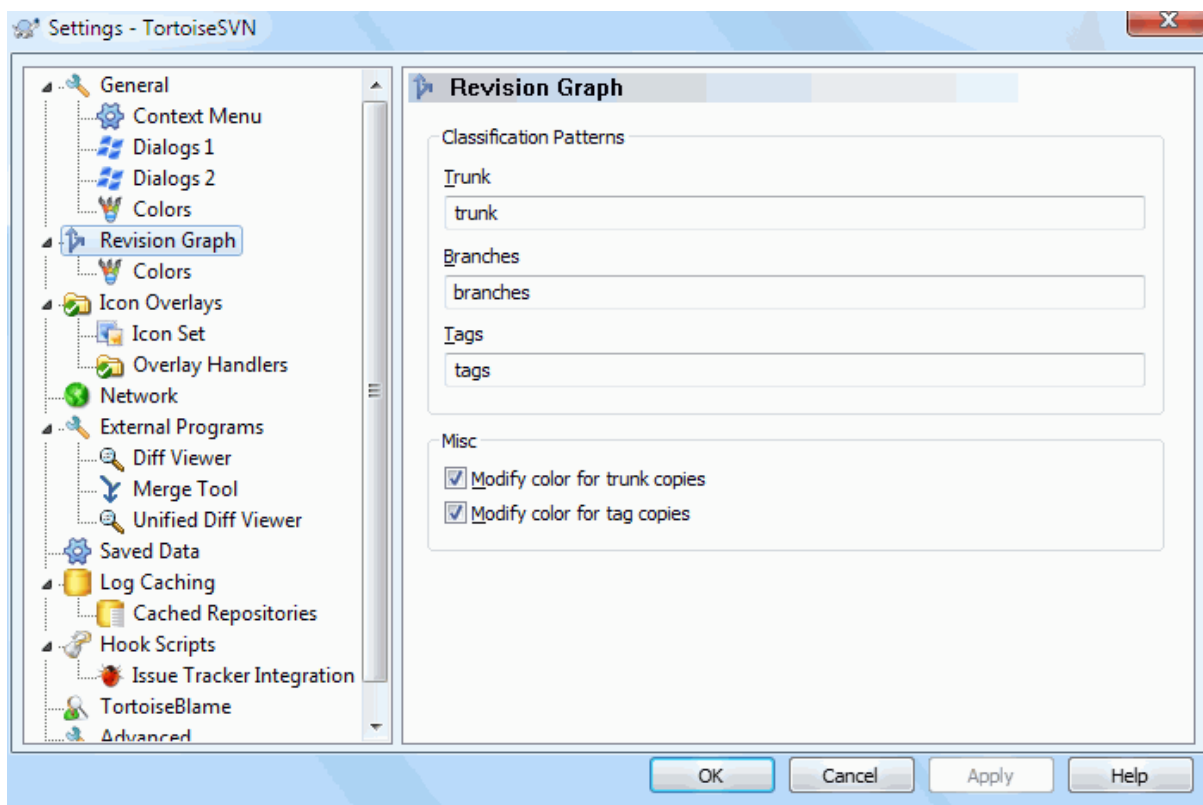 Settings - TortoiseSVN
General
Context Menu
Dialogs 1
Dialogs 2
Colors
Revision Graph
Colors
Icon Overlays
Icon Set
Overlay Handlers
Network
External Programs
Diff Viewer
Merge Tool
Unified Diff Viewer
Saved Data
Log Caching
Cached Repositories
Hook Scripts
Issue Tracker Integration
TortoiseBlame
Advanced
Revision Graph
Classification Patterns
Trunk
trunk
Branches
branches
Tags
tags
Misc
Modify color for trunk copies
Modify color for tag copies
OK Cancel Apply Help